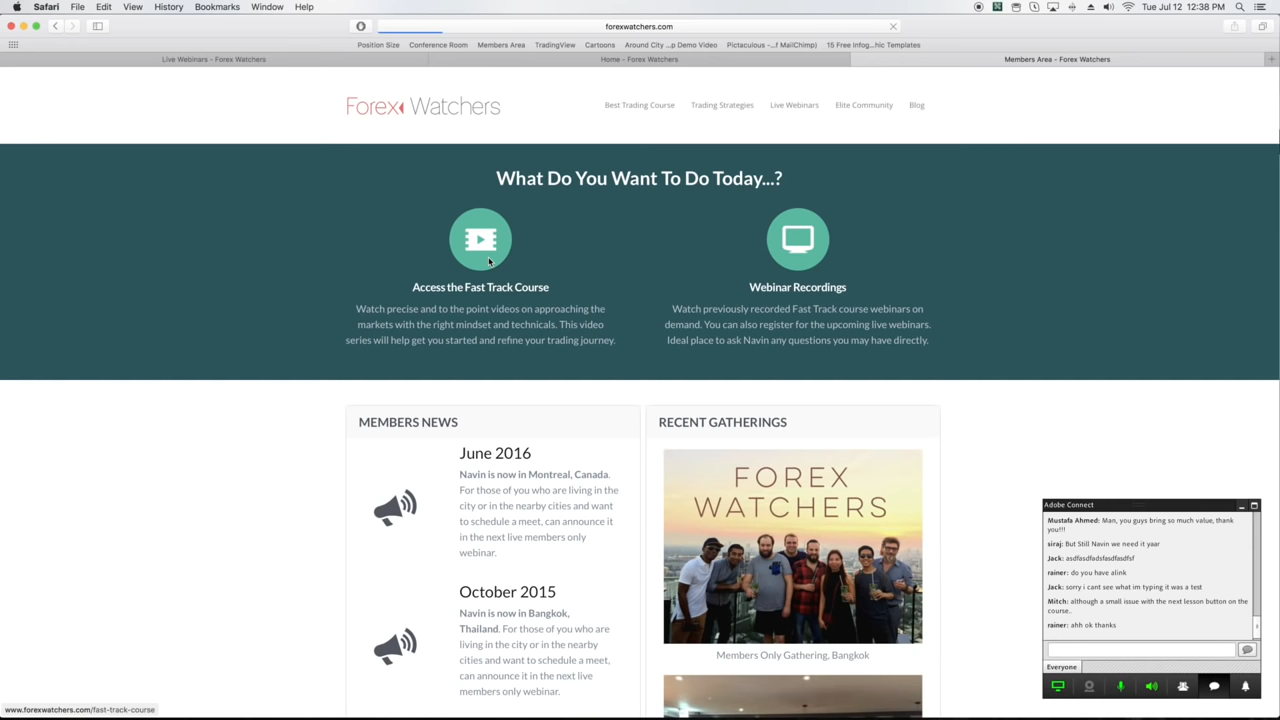 Safari File Edit View History Bookmarks Window Help
Tue Jul 12 12:38 PM
forexwatchers.com
Position Size Conference Room Members Area TradingView Cartoons Around City ...p Demo Video Pictaculous -...f MailChimp) 15 Free Infog...hic Templates
Live Webinars - Forex Watchers Home - Forex Watchers Members Area - Forex Watchers
Forex Watchers
Best Trading Course Trading Strategies Live Webinars Elite Community Blog
What Do You Want To Do Today...?
Access the Fast Track Course
Watch precise and to the point videos on approaching the
markets with the right mindset and technicals. This video
series will help get you started and refine your trading journey.
Webinar Recordings
Watch previously recorded Fast Track course webinars on
demand. You can also register for the upcoming live webinars.
Ideal place to ask Navin any questions you may have directly.
MEMBERS NEWS
June 2016
Navin is now in Montreal, Canada.
For those of you who are living in the
city or in the nearby cities and want
to schedule a meet, can announce it
in the next live members only
webinar.
October 2015
Navin is now in Bangkok,
Thailand. For those of you who are
living in the city or in the nearby
cities and want to schedule a meet,
can announce it in the next live
members only webinar.
RECENT GATHERINGS
FOREX
WATCHERS
Members Only Gathering, Bangkok
Adobe Connect
Mustafa Ahmed: Man, you guys bring so much value, thank
you!!!
siraj: But Still Navin we need it yaar
Jack: asdfasdfadsfasdfasdfsf
rainer: do you have alink
Jack: sorry i cant see what im typing it was a test
Mitch: although a small issue with the next lesson button on the
course..
rainer: ahh ok thanks
Everyone
www.forexwatchers.com/fast-track-course